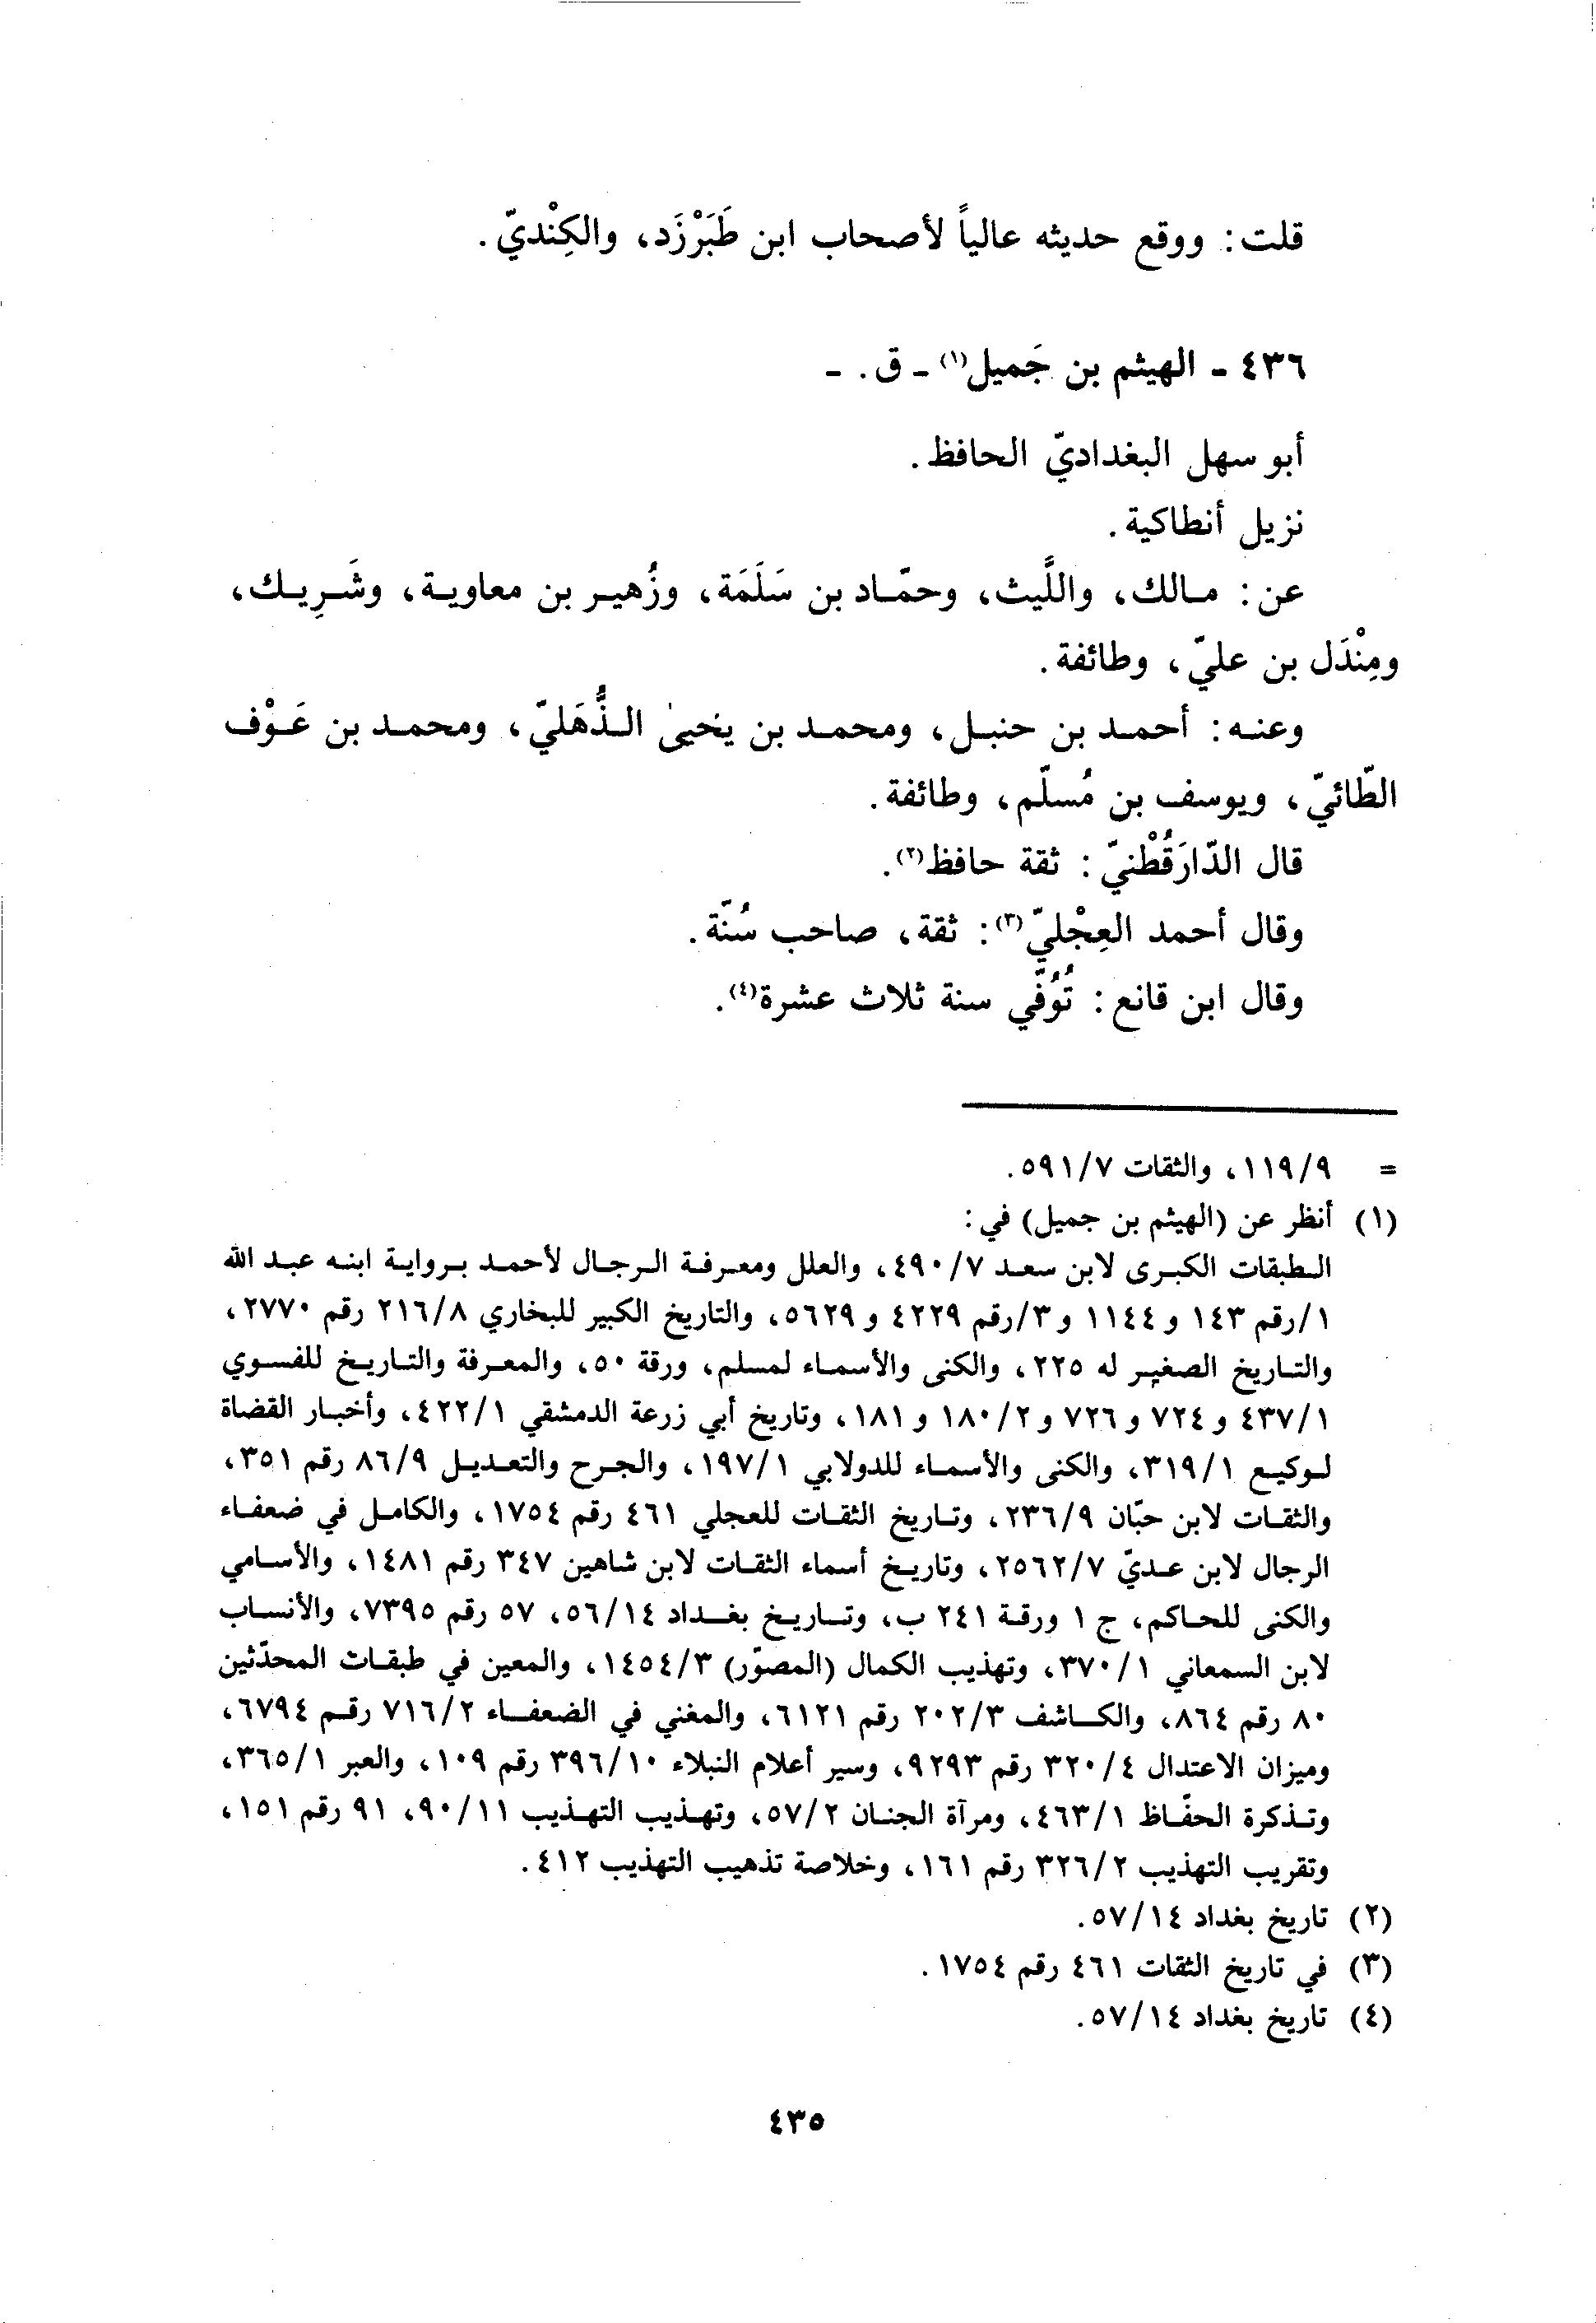 قلت: ووقع حديثه عالياً لأصحاب ابن طَبَرْزَد، والكِنْديّ.
٤٣٦ - الهيثم بن جَميل(١) - ق. -
أبو سهل البغداديّ الحافظ.
نزيل أنطاكية.
عن: مالك، واللَّيث، وحمّاد بن سَلَمَة، وزُهير بن معاوية، وشَرِيك،
ومِنْدَل بن عليّ، وطائفة.
وعنه: أحمد بن حنبل، ومحمد بن يحيىٰ الذُّهَليّ، ومحمد بن عَوْف
الطّائيّ، ويوسف بن مُسلّم، وطائفة.
قال الدّارَقُطْنيّ: ثقة حافظ(٢).
وقال أحمد العِجْليّ(٣): ثقة، صاحب سُنّة.
وقال ابن قانع: تُوُفّي سنة ثلاث عشرة(٤).
= ١١٩/٩، والثقات ٥٩١/٧.
(١) أنظر عن (الهيثم بن جميل) في:
الطبقات الكبرى لابن سعد ٤٩٠/٧، والعلل ومعرفة الرجال لأحمد برواية ابنه عبد الله
١/رقم ١٤٣ و ١١٤٤ و ٣/رقم ٤٢٢٩ و ٥٦٢٩، والتاريخ الكبير للبخاري ٢١٦/٨ رقم ٢٧٧٠،
والتاريخ الصغير له ٢٢٥، والكنى والأسماء لمسلم، ورقة ٥٠، والمعرفة والتاريخ للفسوي
٤٣٧/١ و ٧٢٤ و ٧٢٦ و ١٨٠/٢ و ١٨١، وتاريخ أبي زرعة الدمشقي ٤٢٢/١، وأخبار القضاة
لوكيع ٣١٩/١، والكنى والأسماء للدولابي ١٩٧/١، والجرح والتعديل ٨٦/٩ رقم ٣٥١،
والثقات لابن حبّان ٢٣٦/٩، وتاريخ الثقات للعجلي ٤٦١ رقم ١٧٥٤، والكامل في ضعفاء
الرجال لابن عديّ ٢٥٦٢/٧، وتاريخ أسماء الثقات لابن شاهين ٣٤٧ رقم ١٤٨١، والأسامي
والكنى للحاكم، ج ١ ورقة ٢٤١ ب، وتاريخ بغداد ٥٦/١٤، ٥٧ رقم ٧٣٩٥، والأنساب
لابن السمعاني ٣٧٠/١، وتهذيب الكمال (المصوّر) ١٤٥٤/٣، والمعين في طبقات المحدّثين
٨٠ رقم ٨٦٤، والكاشف ٢٠٢/٣ رقم ٦١٢١، والمغني في الضعفاء ٧١٦/٢ رقم ٦٧٩٤،
وميزان الاعتدال ٣٢٠/٤ رقم ٩٢٩٣، وسير أعلام النبلاء ٣٩٦/١٠ رقم ١٠٩، والعبر ٣٦٥/١،
وتذكرة الحفّاظ ٤٦٣/١، ومرآة الجنان ٥٧/٢، وتهذيب التهذيب ٩٠/١١، ٩١ رقم ١٥١،
وتقريب التهذيب ٣٢٦/٢ رقم ١٦١، وخلاصة تذهيب التهذيب ٤١٢.
(٢) تاريخ بغداد ٥٧/١٤.
(٣) في تاريخ الثقات ٤٦١ رقم ١٧٥٤.
(٤) تاريخ بغداد ٥٧/١٤.
٤٣٥